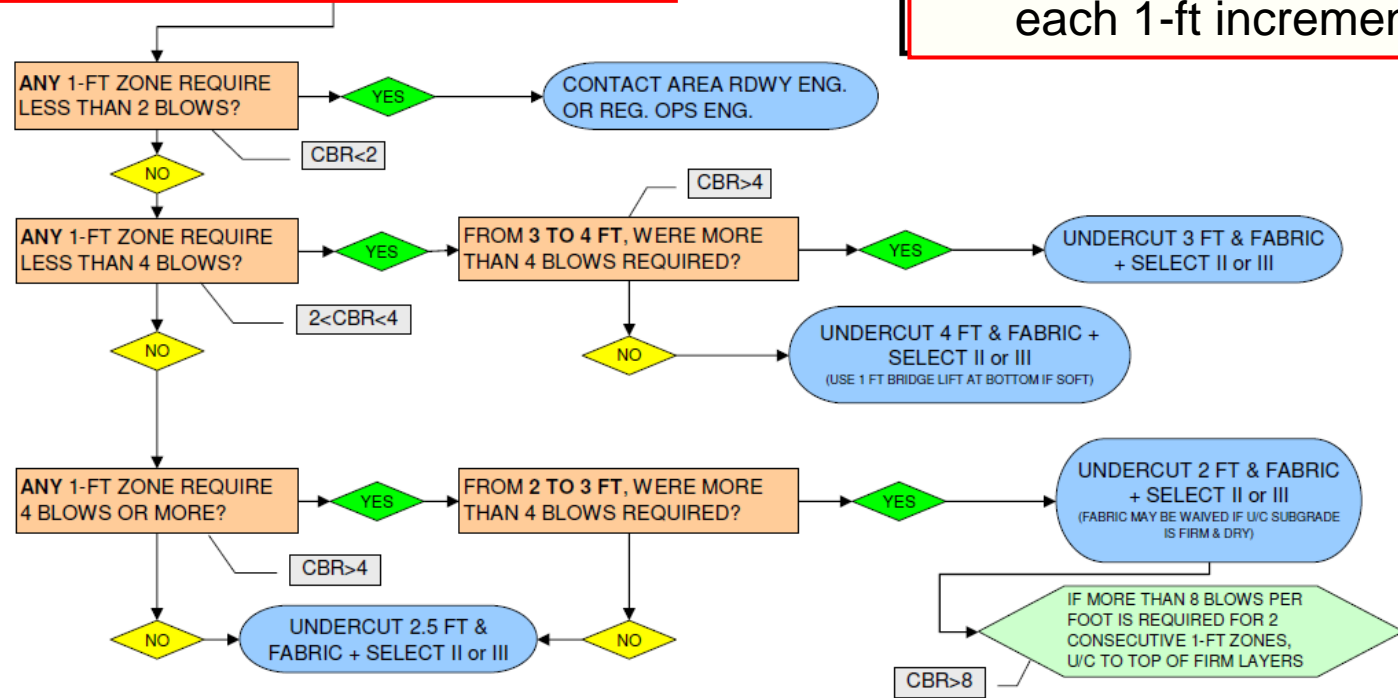 each 1-ft incremen
ANY 1-FT ZONE REQUIRE
LESS THAN 2 BLOWS?
YES
CONTACT AREA RDWY ENG.
OR REG. OPS ENG.
CBR<2
NO
CBR>4
ANY 1-FT ZONE REQUIRE
LESS THAN 4 BLOWS?
YES
FROM 3 TO 4 FT, WERE MORE
THAN 4 BLOWS REQUIRED?
YES
UNDERCUT 3 FT & FABRIC
+ SELECT II or III
2<CBR<4
NO
NO
UNDERCUT 4 FT & FABRIC +
SELECT II or III
(USE 1 FT BRIDGE LIFT AT BOTTOM IF SOFT)
ANY 1-FT ZONE REQUIRE
4 BLOWS OR MORE?
YES
FROM 2 TO 3 FT, WERE MORE
THAN 4 BLOWS REQUIRED?
YES
UNDERCUT 2 FT & FABRIC
+ SELECT II or III
(FABRIC MAY BE WAIVED IF U/C SUBGRADE
IS FIRM & DRY)
CBR>4
NO
UNDERCUT 2.5 FT &
FABRIC + SELECT II or III
NO
IF MORE THAN 8 BLOWS PER
FOOT IS REQUIRED FOR 2
CONSECUTIVE 1-FT ZONES,
U/C TO TOP OF FIRM LAYERS
CBR>8